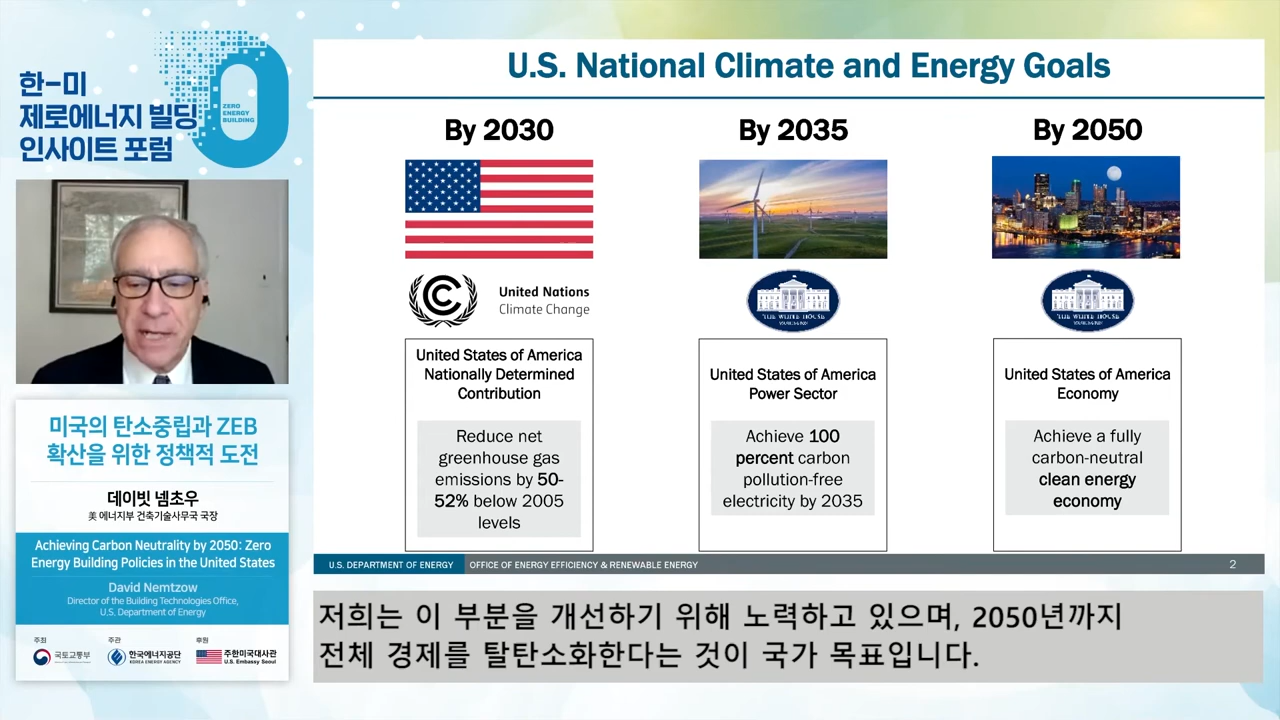 한-미
제로에너지 빌딩
인사이트 포럼
ZERO
ENERGY
BUILDING
미국의 탄소중립과 ZEB
확산을 위한 정책적 도전
데이빗 넴초우
美 에너지부 건축기술사무국 국장
Achieving Carbon Neutrality by 2050: Zero
Energy Building Policies in the United States
David Nemtzow
Director of the Building Technologies Office,
U.S. Department of Energy
주최
국토교통부
주관
한국에너지공단
KOREA ENERGY AGENCY
후원
주한미국대사관
U.S. Embassy Seoul
U.S. National Climate and Energy Goals
By 2030
United Nations
Climate Change
United States of America
Nationally Determined
Contribution
Reduce net
greenhouse gas
emissions by 50-
52% below 2005
levels
By 2035
THE WHITE HOUSE
United States of America
Power Sector
Achieve 100
percent carbon
pollution-free
electricity by 2035
By 2050
THE WHITE HOUSE
United States of America
Economy
Achieve a fully
carbon-neutral
clean energy
economy
U.S. DEPARTMENT OF ENERGY OFFICE OF ENERGY EFFICIENCY & RENEWABLE ENERGY 2
저희는 이 부분을 개선하기 위해 노력하고 있으며, 2050년까지
전체 경제를 탈탄소화한다는 것이 국가 목표입니다.